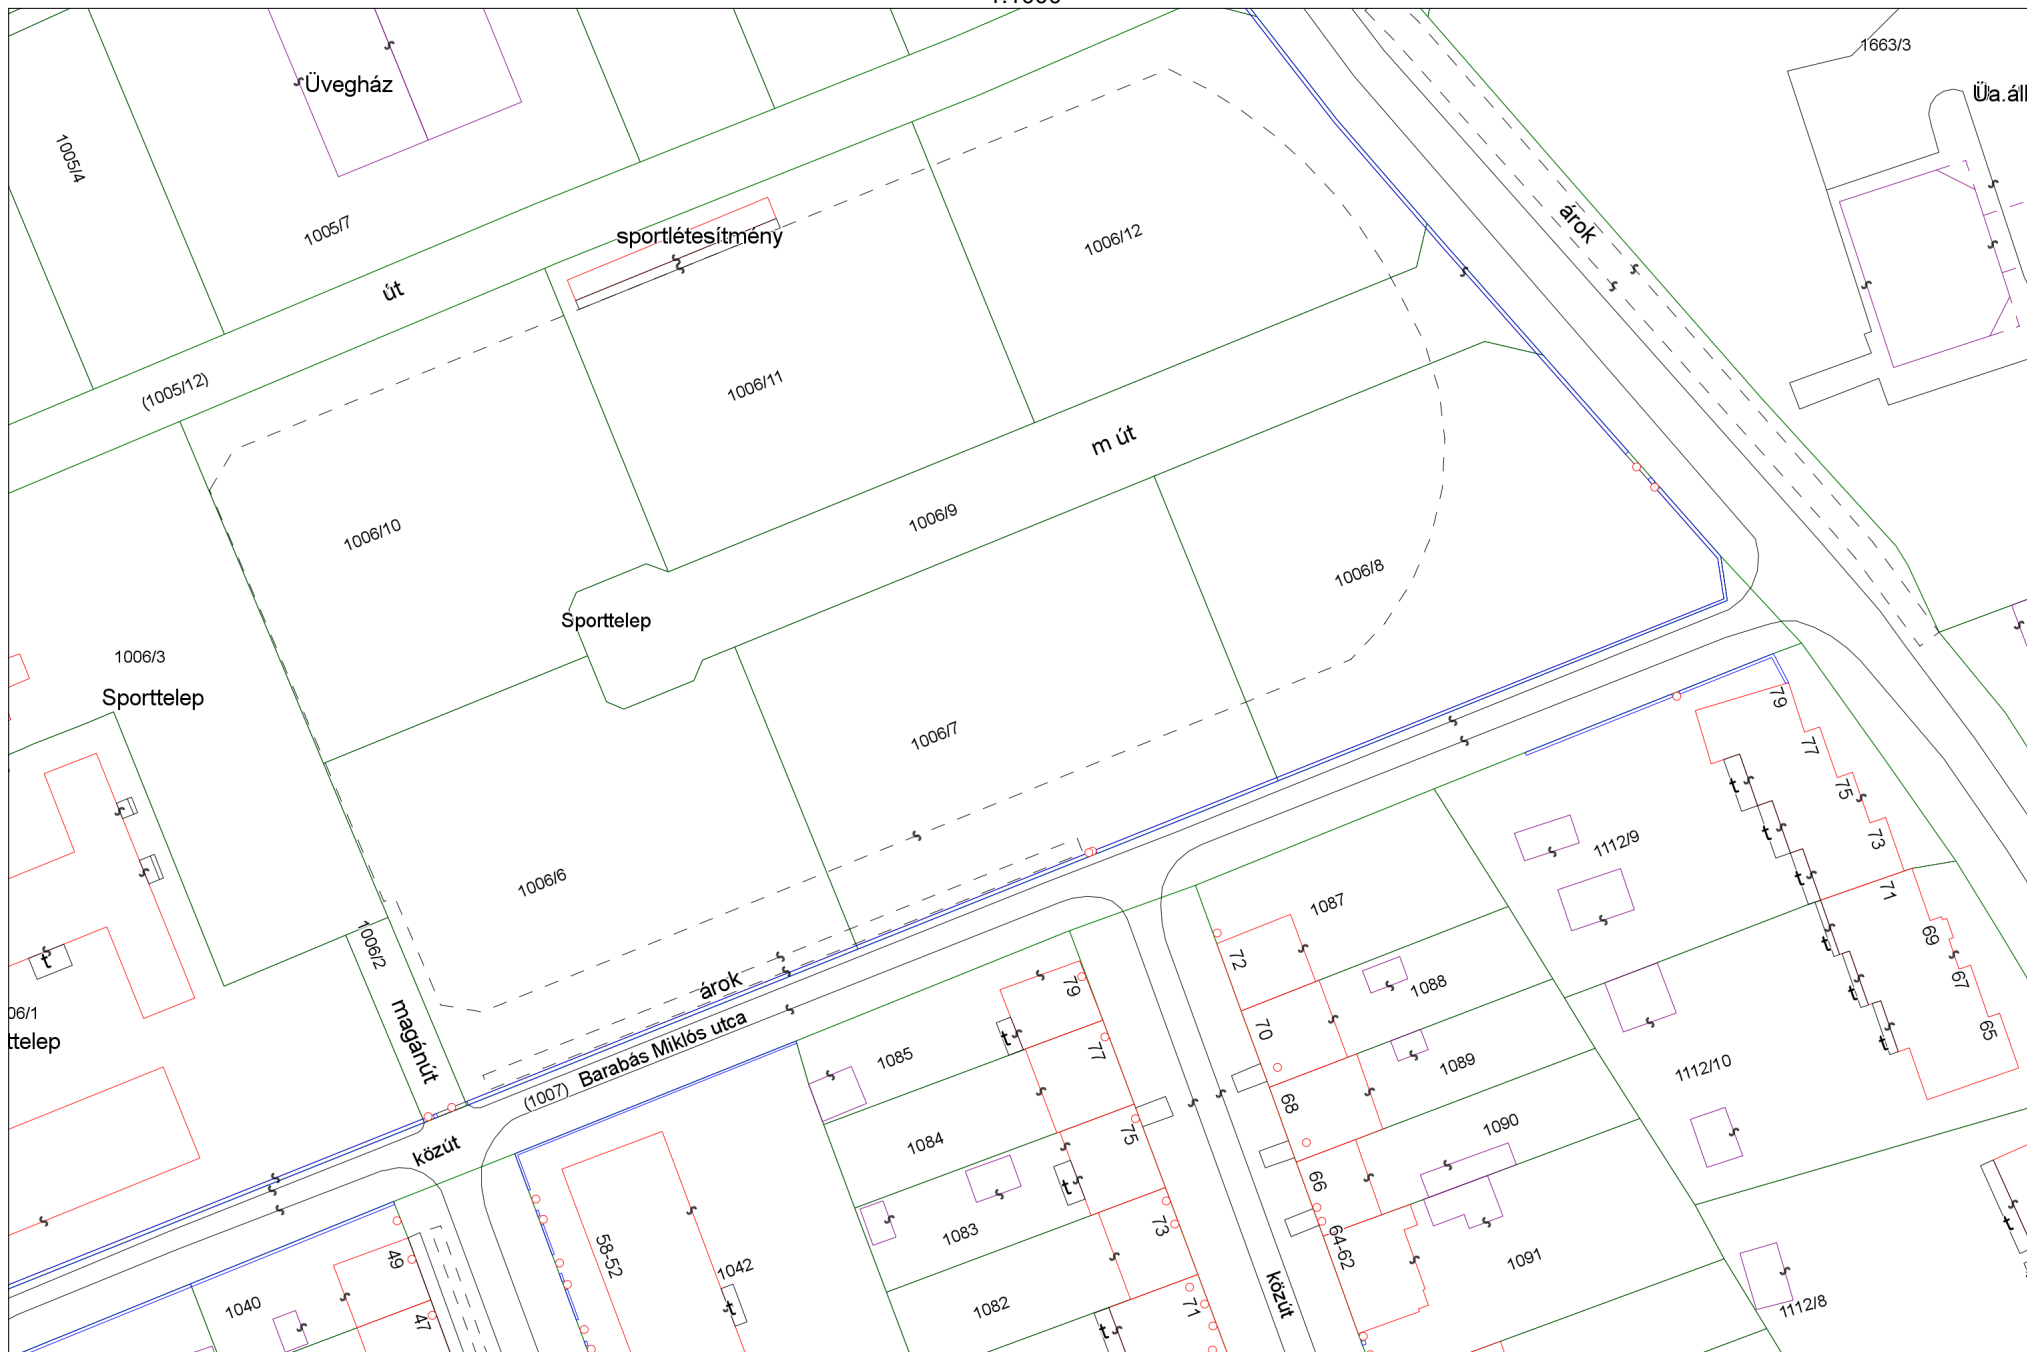 1663/3
Üvegház
Üa.áll
1005/4
1005/7
árok
sportlétesítmény
1006/12
út
(1005/12)
1006/11
m út
1006/10
1006/9
1006/8
Sporttelep
1006/3
Sporttelep
79
1006/7
77
75
t
73
t
1112/9
1006/6
t
71
1087
1006/2
t
69
72
67
t
árok
79
1088
t
65
06/1
ttelep
magánút
70
t
t
77
1085
1089
1112/10
Barabás Miklós utca
(1007)
68
75
1090
1084
közút
66
t
73
1083
64-62
58-52
49
1042
1091
t
1040
közút
1082
71
t
47
1112/8
t